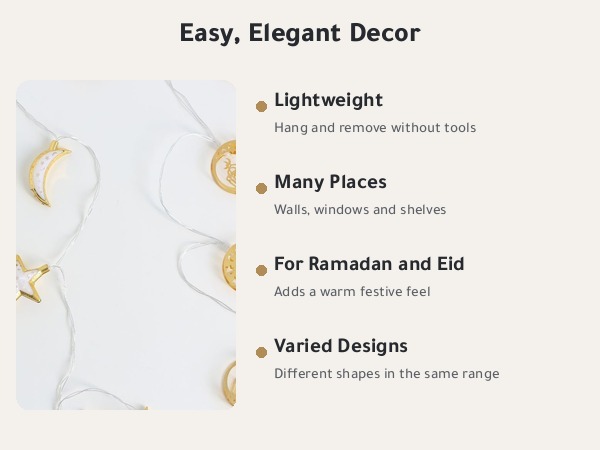 Easy, Elegant Decor
Lightweight
Hang and remove without tools
Many Places
Walls, windows and shelves
For Ramadan and Eid
Adds a warm festive feel
Varied Designs
Different shapes in the same range